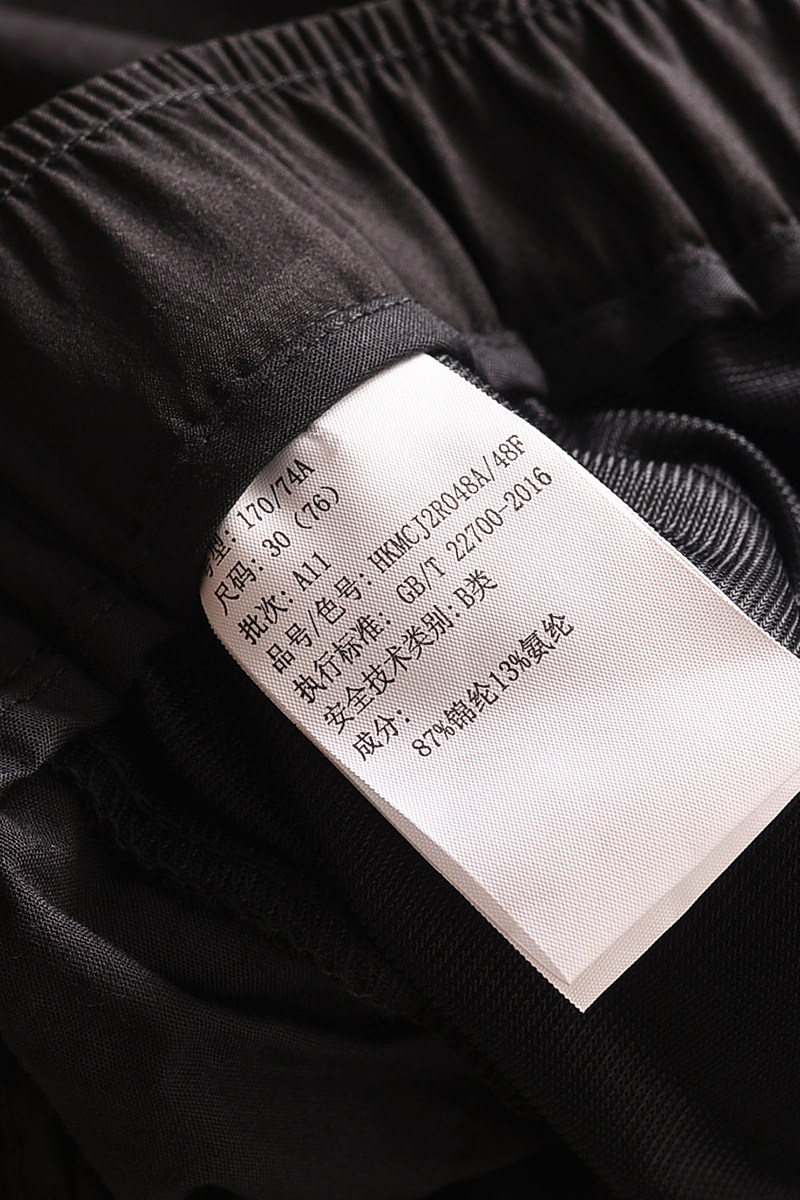 型: 170/74A
尺码: 30 (76)
批次: A11
品号/色号: HKMCJ2R048A/48F
执行标准: GB/T 22700-2016
安全技术类别: B类
成分:
87%锦纶13%氨纶